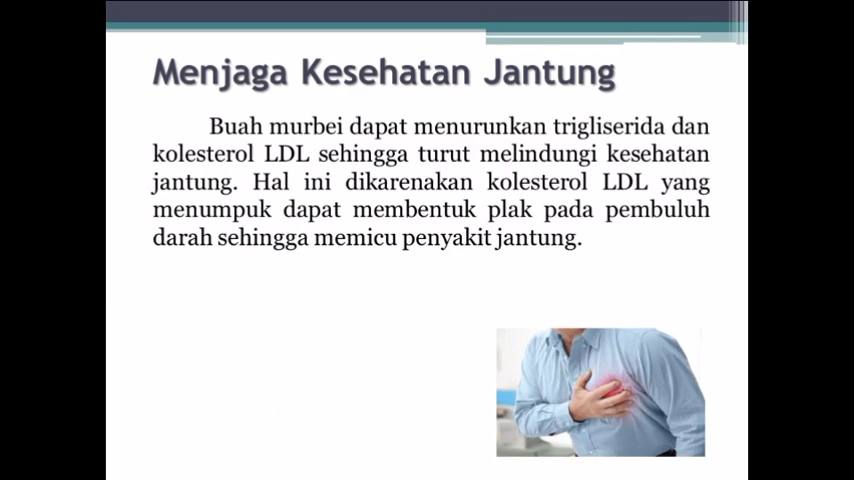 Menjaga Kesehatan Jantung
Buah murbei dapat menurunkan trigliserida dan
kolesterol LDL sehingga turut melindungi kesehatan
jantung. Hal ini dikarenakan kolesterol LDL yang
menumpuk dapat membentuk plak pada pembuluh
darah sehingga memicu penyakit jantung.